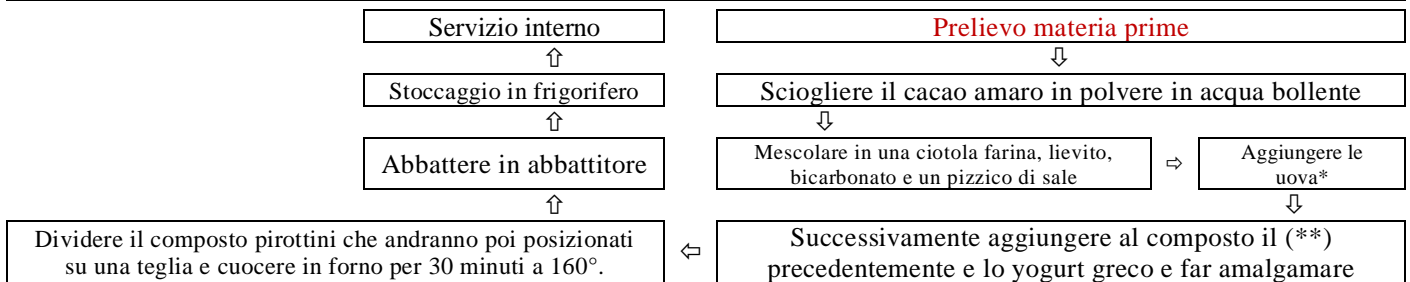 Servizio interno
Prelievo materia prime
Stoccaggio in frigorifero
Sciogliere il cacao amaro in polvere in acqua bollente
Abbattere in abbattitore
Mescolare in una ciotola farina, lievito,
bicarbonato e un pizzico di sale
Aggiungere le
uova*
Dividere il composto pirottini che andranno poi posizionati
su una teglia e cuocere in forno per 30 minuti a 160°.
Successivamente aggiungere al composto il (**)
precedentemente e lo yogurt greco e far amalgamare